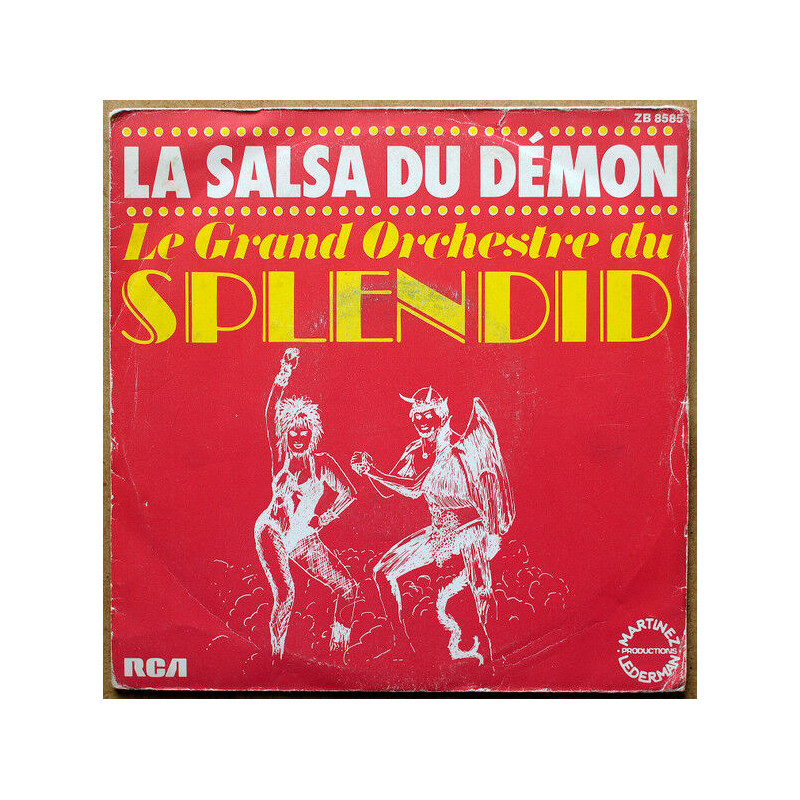 ZB 8585
LA SALSA DU DÉMON
Le Grand Orchestre du
SPLENDID
RCA
MARTINEZ
PRODUCTIONS
LEDERMAN